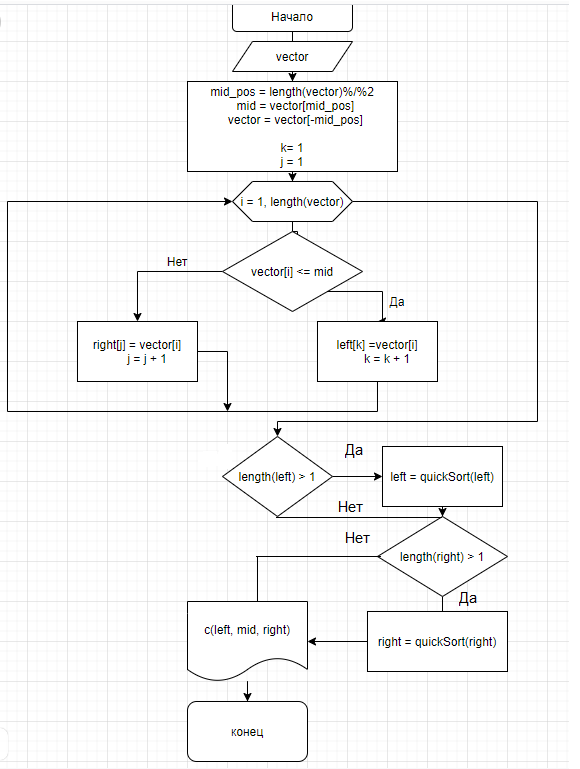 Начало
vector
mid_pos = length(vector)%/%2
mid = vector[mid_pos]
vector = vector[-mid_pos]
k= 1
j = 1
i = 1, length(vector)
vector[i] <= mid
Нет
Да
right[j] = vector[i]
j = j + 1
left[k] =vector[i]
k = k + 1
length(left) > 1
Да
left = quickSort(left)
Нет
Нет
length(right) > 1
Да
c(left, mid, right)
right = quickSort(right)
конец